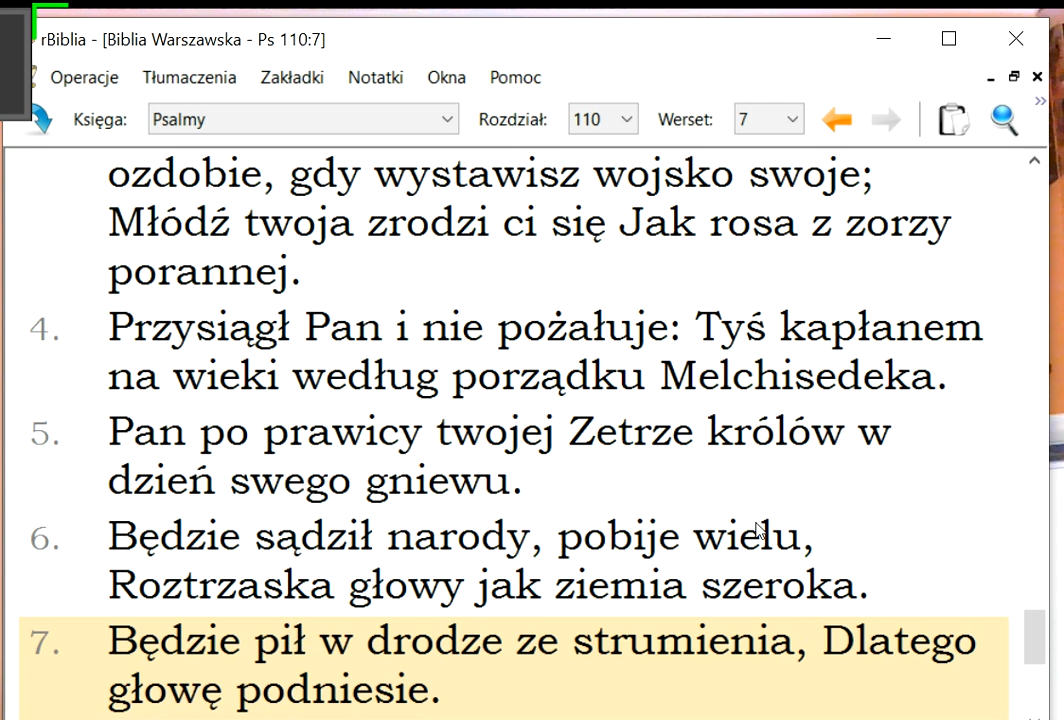 rBiblia - [Biblia Warszawska - Ps 110:7]
Operacje Tłumaczenia Zakładki Notatki Okna Pomoc
Księga: Psalmy Rozdział: 110 Werset: 7
ozdobie, gdy wystawisz wojsko swoje;
Młódź twoja zrodzi ci się Jak rosa z zorzy
porannej.
4. Przysiągł Pan i nie pożałuje: Tyś kapłanem
na wieki według porządku Melchisedeka.
5. Pan po prawicy twojej Zetrze królów w
dzień swego gniewu.
6. Będzie sądził narody, pobije wielu,
Roztrzaska głowy jak ziemia szeroka.
7. Będzie pił w drodze ze strumienia, Dlatego
głowę podniesie.